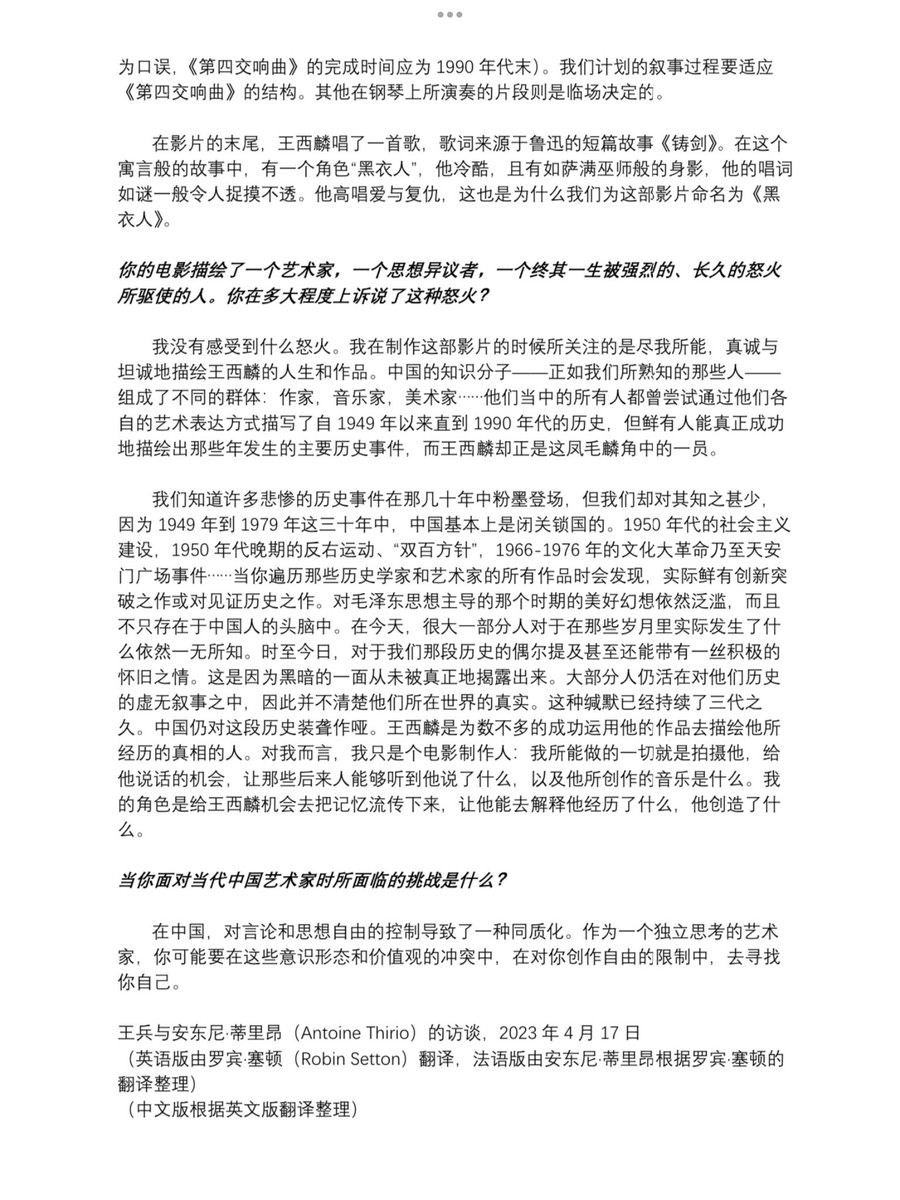 为口误，《第四交响曲》的完成时间应为 1990 年代末）。我们计划的叙事过程要适应
《第四交响曲》的结构。其他在钢琴上所演奏的片段则是临场决定的。
在影片的末尾，王西麟唱了一首歌，歌词来源于鲁迅的短篇故事《铸剑》。在这个
寓言般的故事中，有一个角色“黑衣人”，他冷酷，且有如萨满巫师般的身影，他的唱词
如谜一般令人捉摸不透。他高唱爱与复仇，这也是为什么我们为这部影片命名为《黑
衣人》。
你的电影描绘了一个艺术家，一个思想异议者，一个终其一生被强烈的、长久的怒火
所驱使的人。你在多大程度上诉说了这种怒火？
我没有感受到什么怒火。我在制作这部影片的时候所关注的是尽我所能，真诚与
坦诚地描绘王西麟的人生和作品。中国的知识分子——正如我们所熟知的那些人——
组成了不同的群体：作家，音乐家，美术家……他们当中的所有人都曾尝试通过他们各
自的艺术表达方式描写了自 1949 年以来直到 1990 年代的历史，但鲜有人能真正成功
地描绘出那些年发生的主要历史事件，而王西麟却正是这凤毛麟角中的一员。
我们知道许多悲惨的历史事件在那几十年中粉墨登场，但我们却对其知之甚少，
因为 1949 年到 1979 年这三十年中，中国基本上是闭关锁国的。1950 年代的社会主义
建设，1950 年代晚期的反右运动、“双百方针”，1966-1976 年的文化大革命乃至天安
门广场事件……当你遍历那些历史学家和艺术家的所有作品时会发现，实际鲜有创新突
破之作或对见证历史之作。对毛泽东思想主导的那个时期的美好幻想依然泛滥，而且
不只存在于中国人的头脑中。在今天，很大一部分人对于在那些岁月里实际发生了什
么依然一无所知。时至今日，对于我们那段历史的偶尔提及甚至还能带有一丝积极的
怀旧之情。这是因为黑暗的一面从未被真正地揭露出来。大部分人仍活在对他们历史
的虚无叙事之中，因此并不清楚他们所在世界的真实。这种缄默已经持续了三代之
久。中国仍对这段历史装聋作哑。王西麟是为数不多的成功运用他的作品去描绘他所
经历的真相的人。对我而言，我只是个电影制作人：我所能做的一切就是拍摄他，给
他说话的机会，让那些后来人能够听到他说了什么，以及他所创作的音乐是什么。我
的角色是给王西麟机会去把记忆流传下来，让他能去解释他经历了什么，他创造了什
么。
当你面对当代中国艺术家时所面临的挑战是什么？
在中国，对言论和思想自由的控制导致了一种同质化。作为一个独立思考的艺术
家，你可能要在这些意识形态和价值观的冲突中，在对你创作自由的限制中，去寻找
你自己。
王兵与安东尼·蒂里昂（Antoine Thirio）的访谈，2023 年 4 月 17 日
（英语版由罗宾·塞顿（Robin Setton）翻译，法语版由安东尼·蒂里昂根据罗宾·塞顿的
翻译整理）
（中文版根据英文版翻译整理）